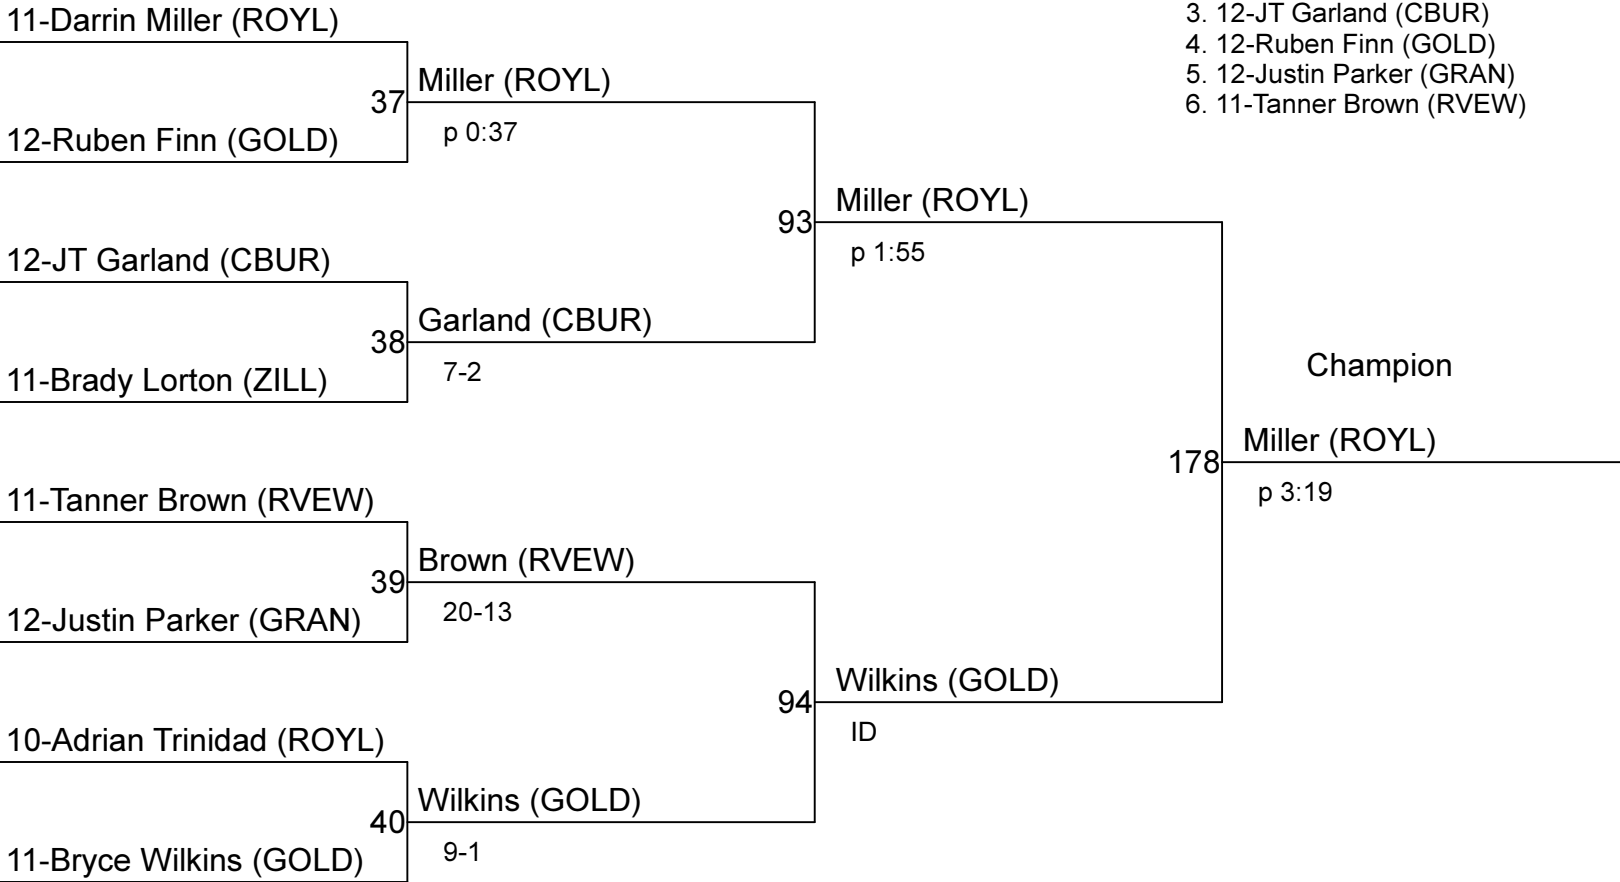 11-Darrin Miller (ROYL)
3. 12-JT Garland (CBUR)
4. 12-Ruben Finn (GOLD)
5. 12-Justin Parker (GRAN)
6. 11-Tanner Brown (RVEW)
Miller (ROYL)
37
p 0:37
12-Ruben Finn (GOLD)
Miller (ROYL)
93
p 1:55
12-JT Garland (CBUR)
Garland (CBUR)
38
7-2
11-Brady Lorton (ZILL)
Champion
Miller (ROYL)
178
p 3:19
11-Tanner Brown (RVEW)
Brown (RVEW)
39
20-13
12-Justin Parker (GRAN)
Wilkins (GOLD)
94
ID
10-Adrian Trinidad (ROYL)
Wilkins (GOLD)
40
9-1
11-Bryce Wilkins (GOLD)